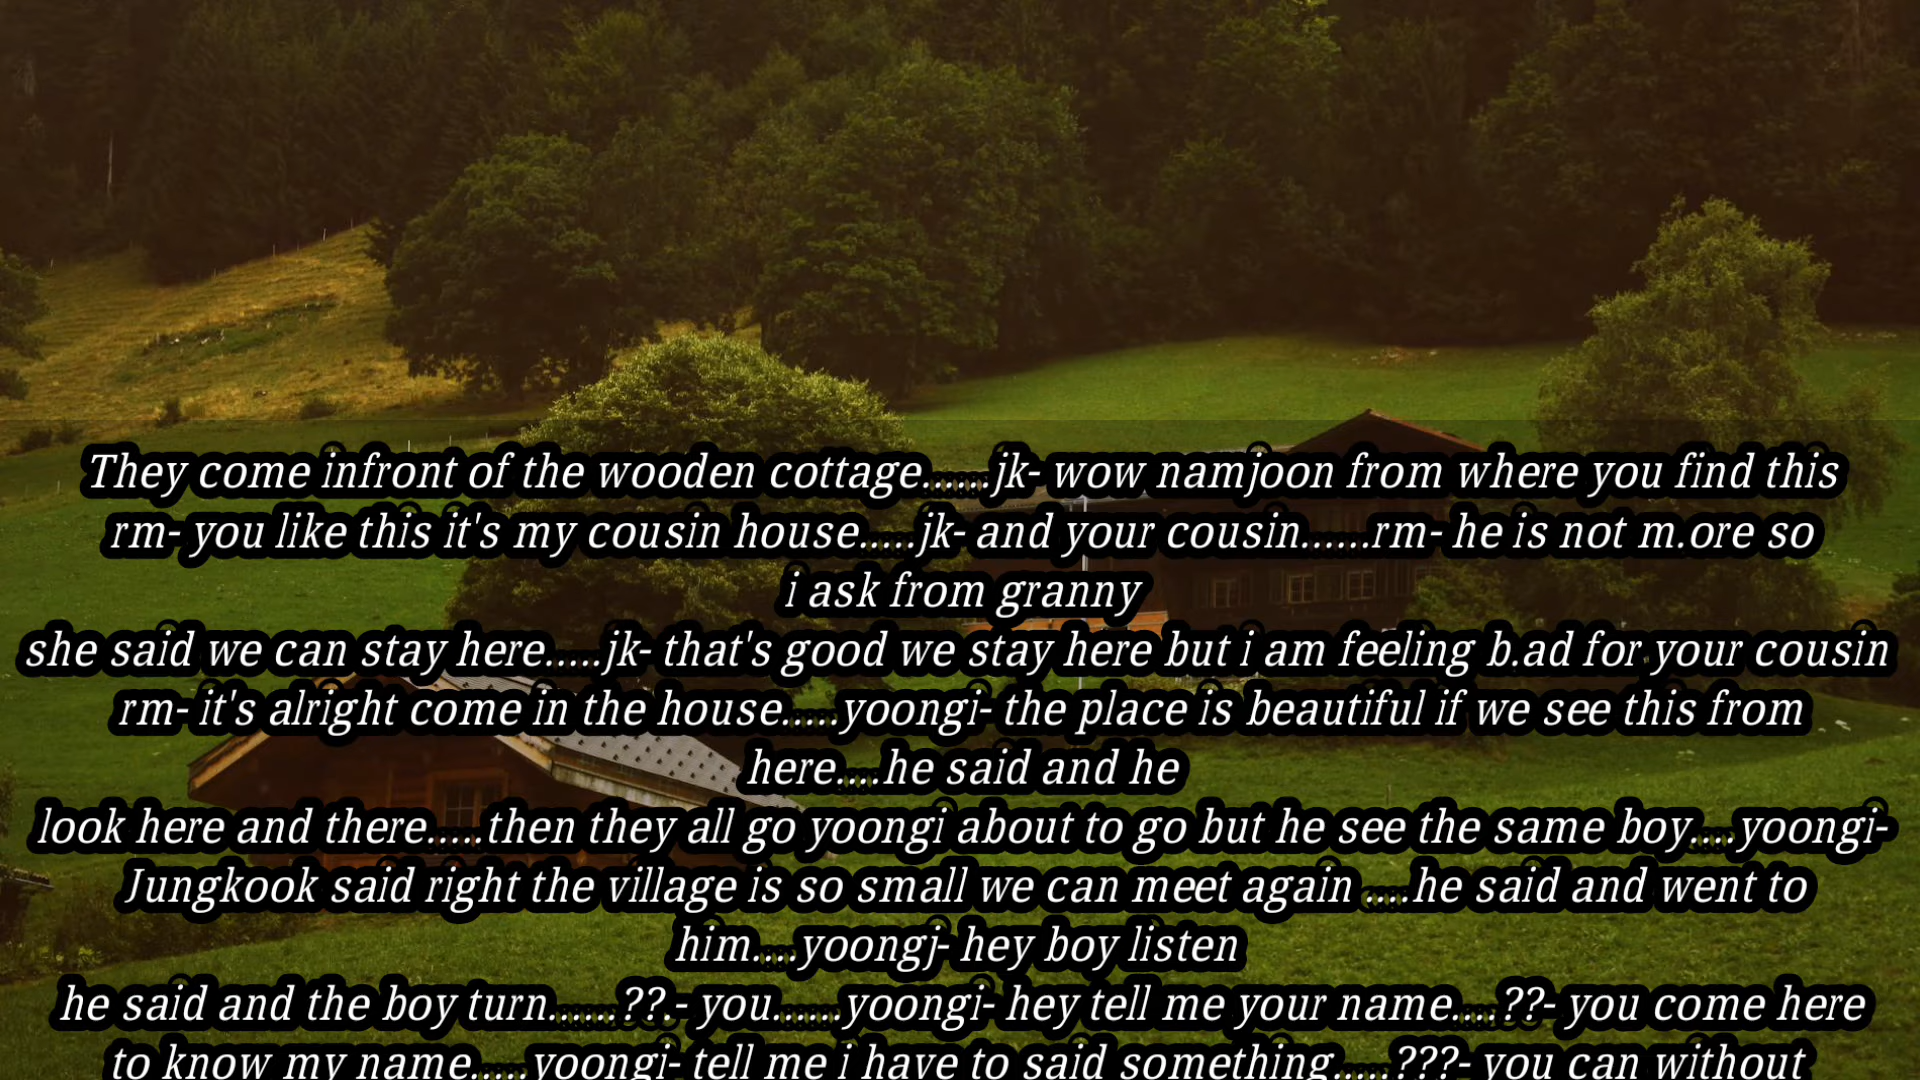 They come infront of the wooden cottage.......jk- wow namjoon from where you find this
rm- you like this it's my cousin house......jk- and your cousin.......rm- he is not m.ore so
i ask from granny
she said we can stay here.....jk- that's good we stay here but i am feeling b.ad for your cousin
rm- it's alright come in the house.....yoongi- the place is beautiful if we see this from
here....he said and he
look here and there.....then they all go yoongi about to go but he see the same boy....yoongi-
Jungkook said right the village is so small we can meet again ....he said and went to
him....yoongj- hey boy listen
he said and the boy turn.......??.- you.......yoongi- hey tell me your name....??- you come here
to know my name.....yoongi- tell me i have to said something.....???- you can without